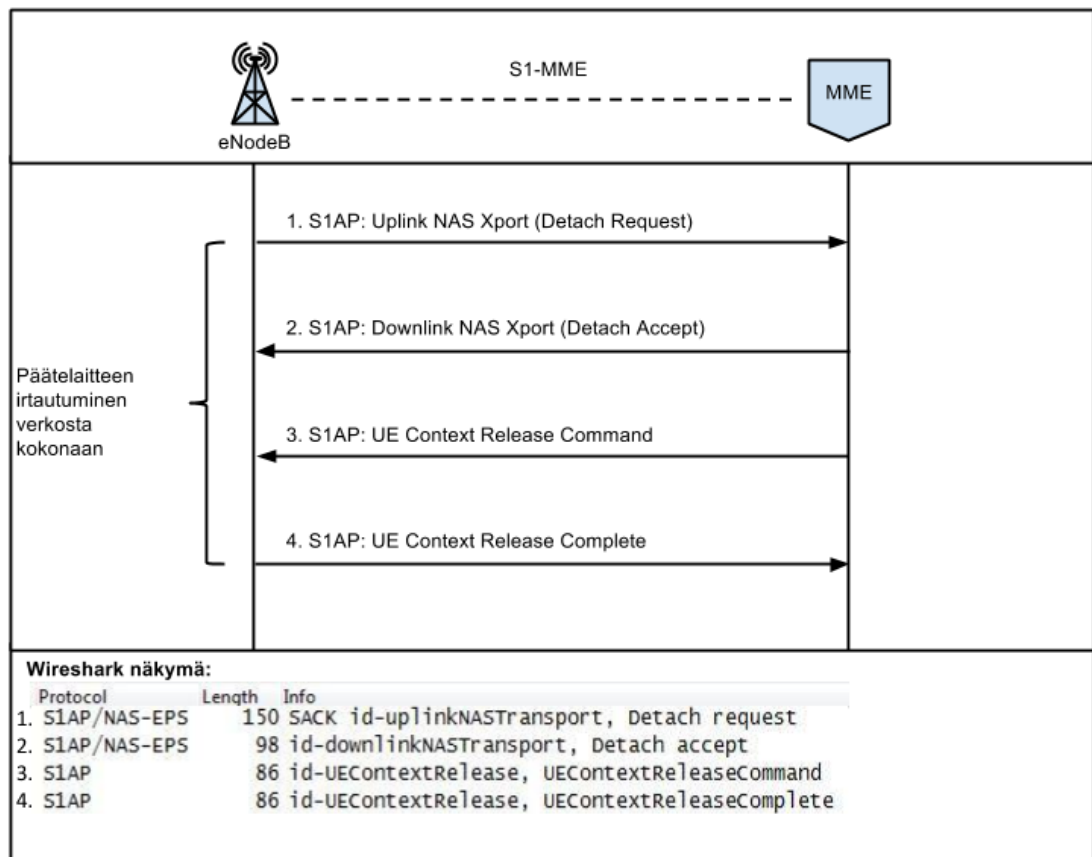 S1-MME
MME
eNodeB
1. S1AP: Uplink NAS Xport (Detach Request)
2. S1AP: Downlink NAS Xport (Detach Accept)
Päätelaitteen
irtautuminen
verkosta
kokonaan
3. S1AP: UE Context Release Command
4. S1AP: UE Context Release Complete
Wireshark näkymä:
Protocol Length Info
1. S1AP/NAS-EPS 150 SACK id-uplinkNASTransport, Detach request
2. S1AP/NAS-EPS 98 id-downlinkNASTransport, Detach accept
3. S1AP 86 id-UEContextRelease, UEContextReleaseCommand
4. S1AP 86 id-UEContextRelease, UEContextReleaseComplete